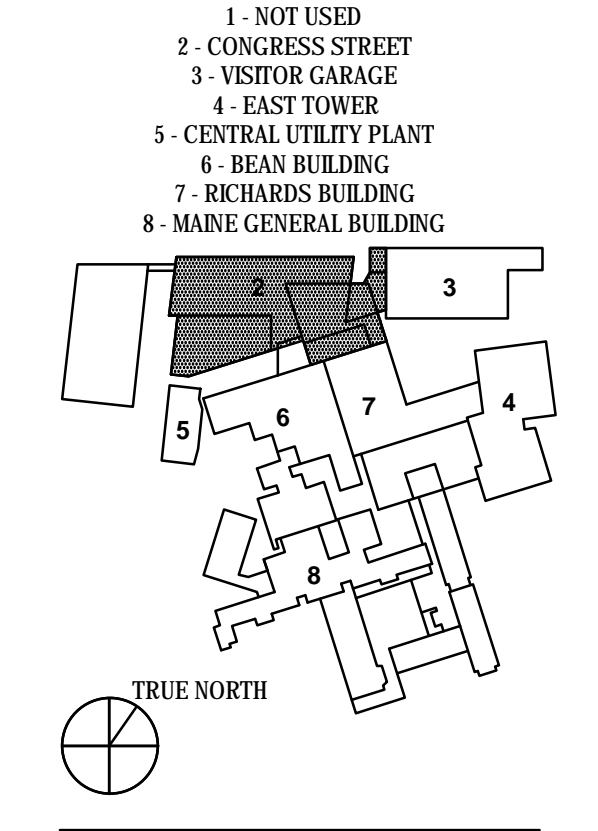 1 - NOT USED
2 - CONGRESS STREET
3 - VISITOR GARAGE
4 - EAST TOWER
5 - CENTRAL UTILITY PLANT
6 - BEAN BUILDING
7 - RICHARDS BUILDING
8 - MAINE GENERAL BUILDING
2
3
4
7
6
5
8
TRUE NORTH